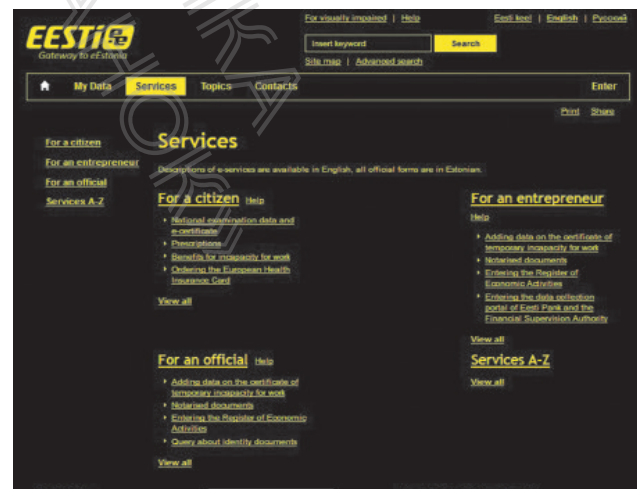 For visually impaired | Help
Eesti keel | English | Русский
EESTI.ee
Gateway to eEstonia
Insert keyword
Search
Site map | Advanced search
My Data Services Topics Contacts
Enter
Print Share
For a citizen
For an entrepreneur
For an official
Services A-Z
Services
Descriptions of e-services are available in English, all official forms are in Estonian.
For a citizen Help
National examination data and
e-certificate
Prescriptions
Benefits for incapacity for work
Ordering the European Health
Insurance Card
View all
For an entrepreneur
Help
Adding data on the certificate of
temporary incapacity for work
Notarised documents
Entering the Register of
Economic Activities
Entering the data collection
portal of Eesti Pank and the
Financial Supervision Authority
View all
For an official Help
Adding data on the certificate of
temporary incapacity for work
Notarised documents
Entering the Register of Economic
Activities
Query about identity documents
View all
Services A-Z
View all